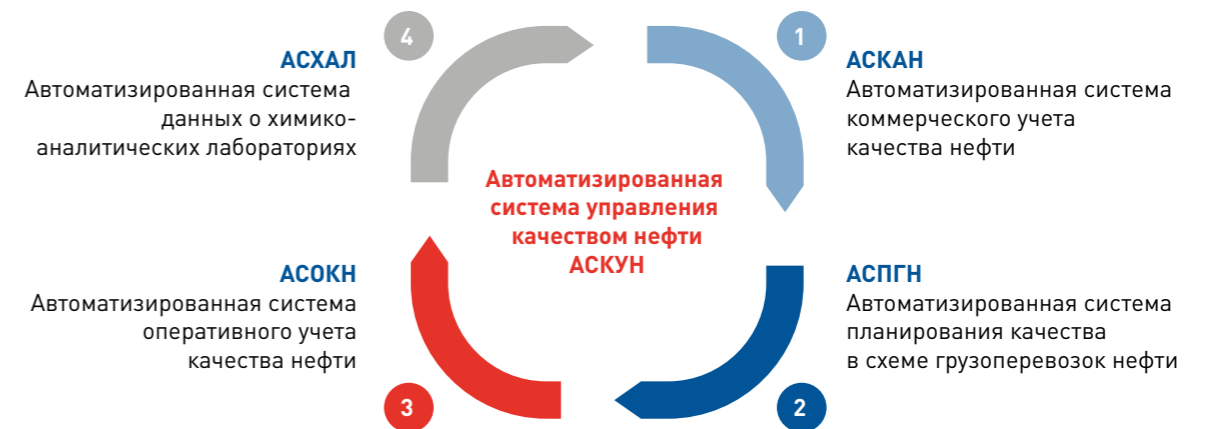 4
АСХАЛ
Автоматизированная система
данных о химико-
аналитических лабораториях
1
АСКАН
Автоматизированная система
коммерческого учета
качества нефти
Автоматизированная
система управления
качеством нефти
АСКУН
АСОКН
Автоматизированная система
оперативного учета
качества нефти
3
АСПГН
Автоматизированная система
планирования качества
в схеме грузоперевозок нефти
2